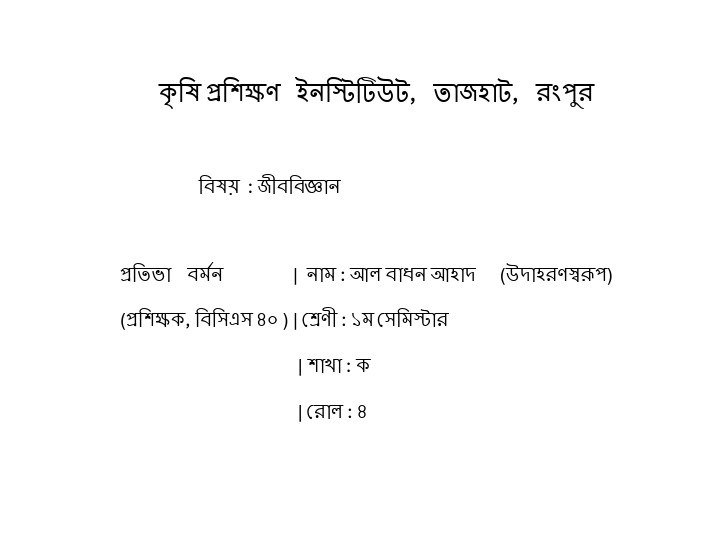 কৃষি প্রশিক্ষণ ইনস্টিটিউট, তাজহাট, রংপুর
বিষয় : জীববিজ্ঞান
প্রতিভা বর্মন | নাম : আল বাধন আহাদ (উদাহরণস্বরূপ)
(প্রশিক্ষক, বিসিএস ৪০ ) | শ্রেণী : ১ম সেমিস্টার
| শাখা : ক
| রোল : ৪